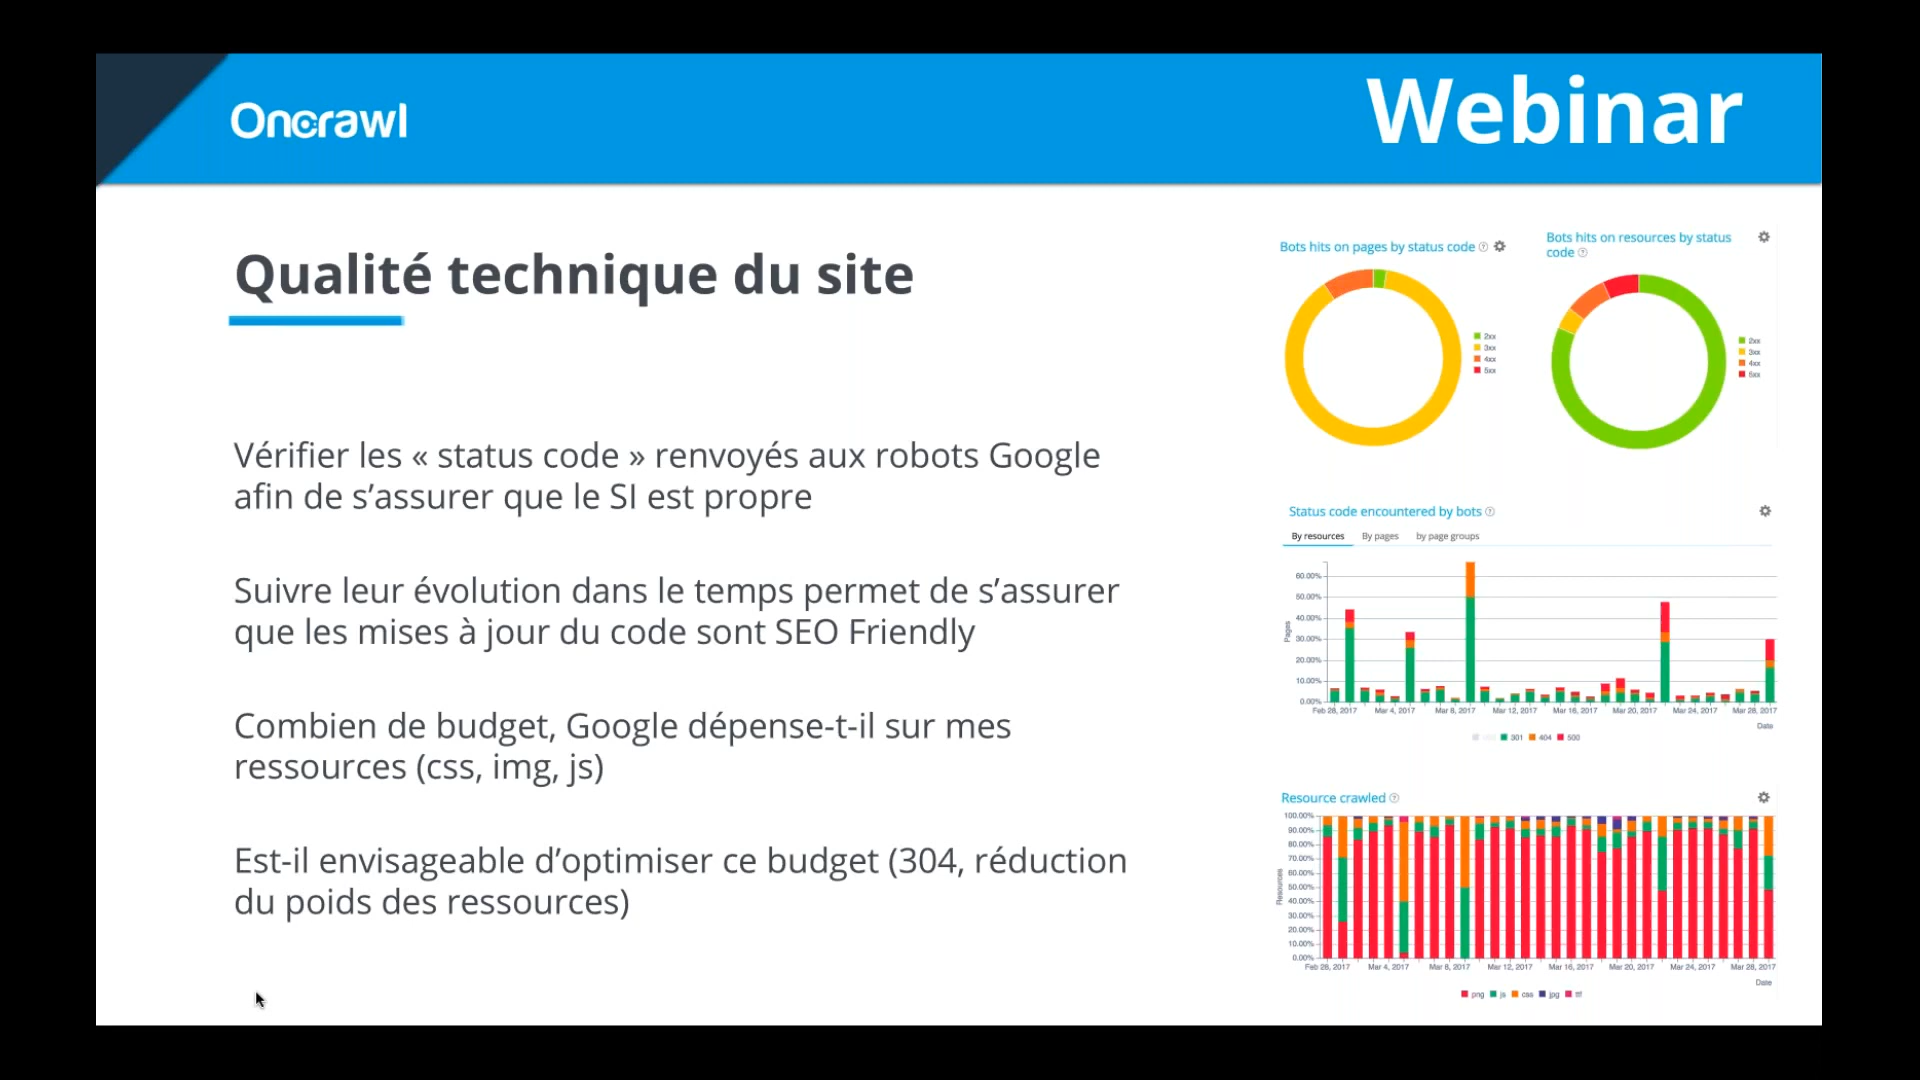 Oncrawl
Webinar
Qualité technique du site
Vérifier les « status code » renvoyés aux robots Google
afin de s’assurer que le SI est propre
Suivre leur évolution dans le temps permet de s’assurer
que les mises à jour du code sont SEO Friendly
Combien de budget, Google dépense-t-il sur mes
ressources (css, img, js)
Est-il envisageable d’optimiser ce budget (304, réduction
du poids des ressources)
Bots hits on pages by status code
2xx
3xx
4xx
5xx
Bots hits on resources by status
code
2xx
3xx
4xx
5xx
Status code encountered by bots
By resources By pages by page groups
60.00%
50.00%
40.00%
30.00%
20.00%
10.00%
0.00%
Pages
Feb 28, 2017 Mar 4, 2017 Mar 8, 2017 Mar 12, 2017 Mar 16, 2017 Mar 20, 2017 Mar 24, 2017 Mar 28, 2017
Date
301 404 500
Resource crawled
100.00%
90.00%
80.00%
70.00%
60.00%
50.00%
40.00%
30.00%
20.00%
10.00%
0.00%
Resources
Feb 28, 2017 Mar 4, 2017 Mar 8, 2017 Mar 12, 2017 Mar 16, 2017 Mar 20, 2017 Mar 24, 2017 Mar 28, 2017
Date
png js css jpg ttf